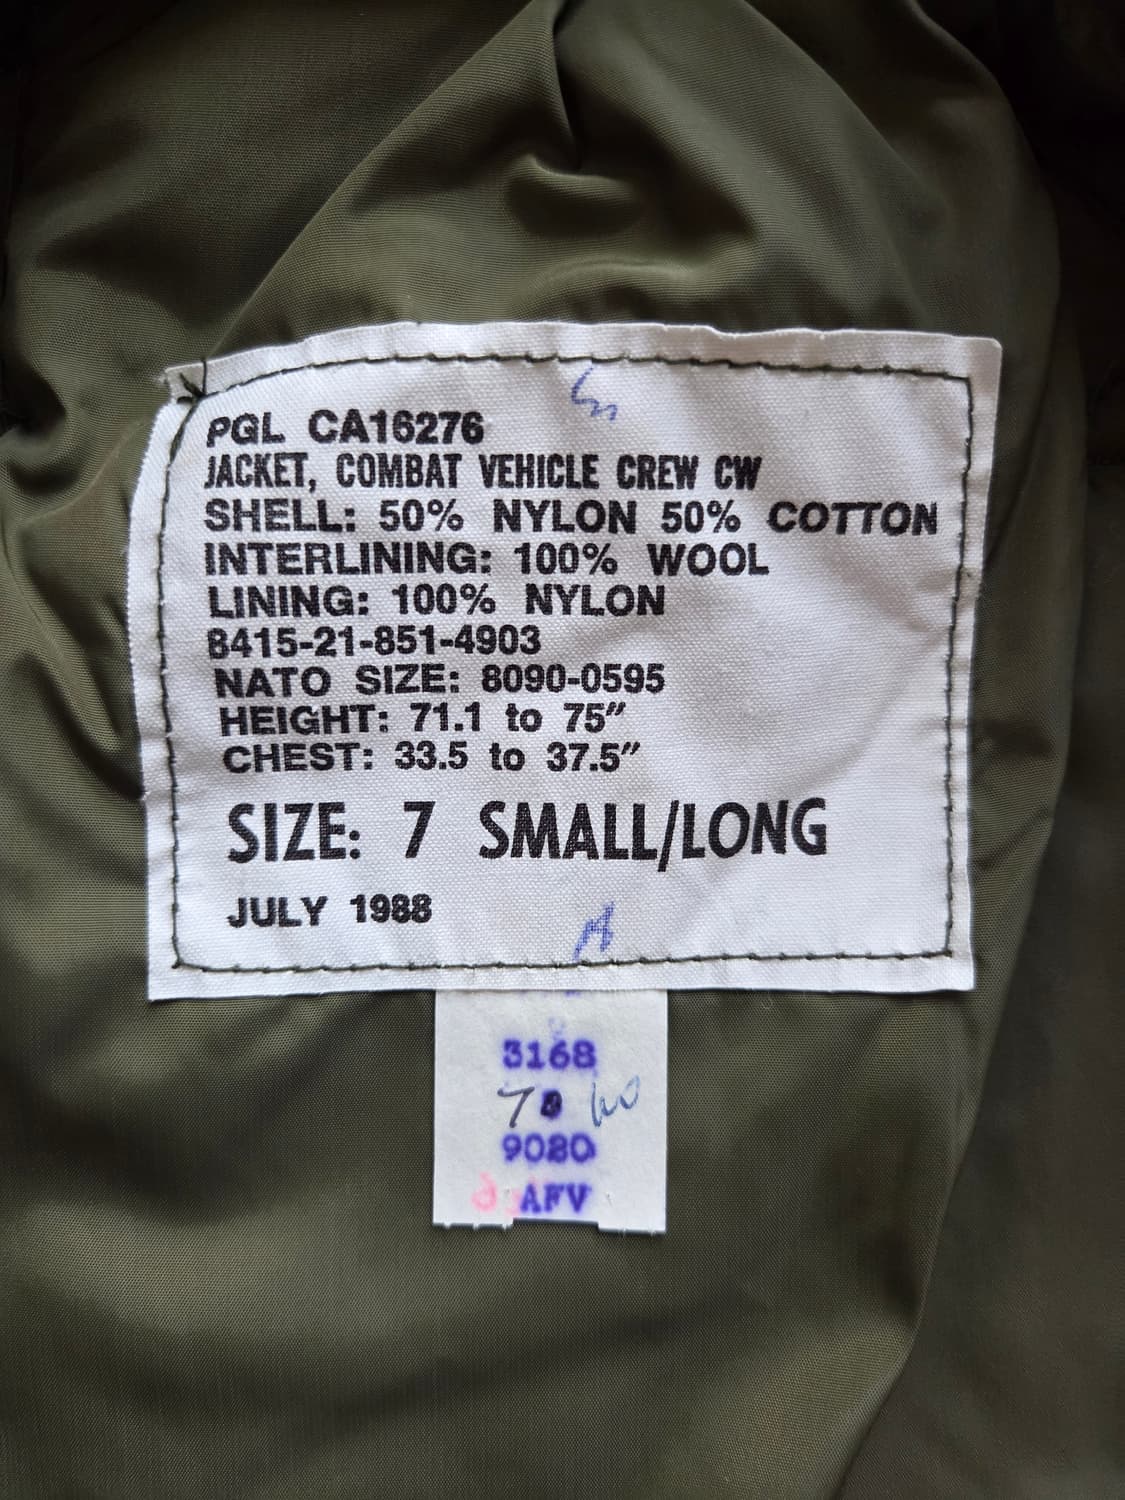 PGL CA16276
JACKET, COMBAT VEHICLE CREW CW
SHELL: 50% NYLON 50% COTTON
INTERLINING: 100% WOOL
LINING: 100% NYLON
8415-21-851-4903
NATO SIZE: 8090-0595
HEIGHT: 71.1 to 75″
CHEST: 33.5 to 37.5″
SIZE: 7 SMALL/LONG
JULY 1988
3168
7
9080
AFV